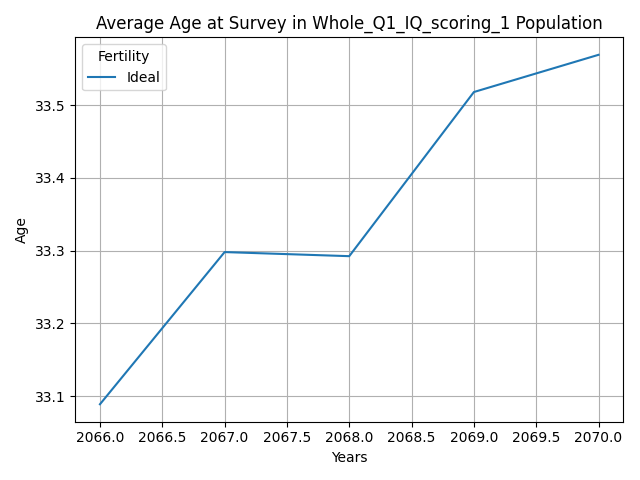 Average Age at Survey in Whole_Q1_IQ_scoring_1 Population
Fertility
Ideal
33.5
33.4
33.3
33.2
33.1
Age
2066.0 2066.5 2067.0 2067.5 2068.0 2068.5 2069.0 2069.5 2070.0
Years